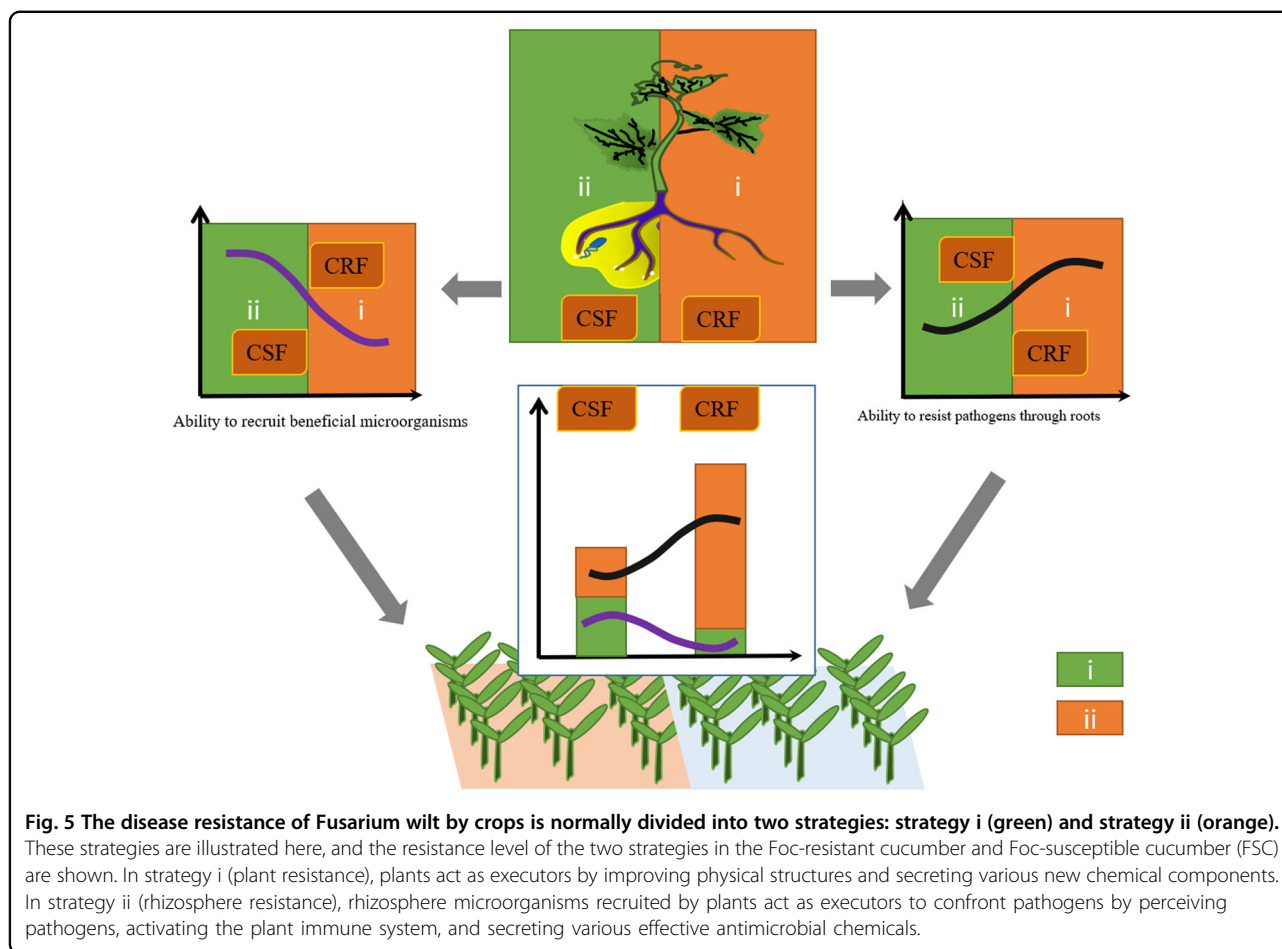 ii
i
CSF
CRF
CRF
ii
i
CSF
Ability to recruit beneficial microorganisms
CSF
ii
i
CRF
Ability to resist pathogens through roots
CSF
CRF
i
ii
Fig. 5 The disease resistance of Fusarium wilt by crops is normally divided into two strategies: strategy i (green) and strategy ii (orange).
These strategies are illustrated here, and the resistance level of the two strategies in the Foc-resistant cucumber and Foc-susceptible cucumber (FSC)
are shown. In strategy i (plant resistance), plants act as executors by improving physical structures and secreting various new chemical components.
In strategy ii (rhizosphere resistance), rhizosphere microorganisms recruited by plants act as executors to confront pathogens by perceiving
pathogens, activating the plant immune system, and secreting various effective antimicrobial chemicals.